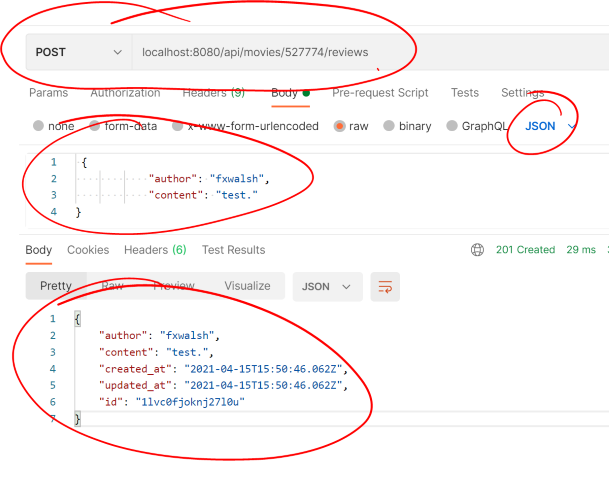 POST localhost:8080/api/movies/527774/reviews
Params Authorization Headers (9) Body Pre-request Script Tests Settings
none form-data x-www-form-urlencoded raw binary GraphQL JSON
1 {
2 "author": "fxwalsh",
3 "content": "test."
4 }
Body Cookies Headers (6) Test Results 201 Created 29 ms
Pretty Raw Preview Visualize JSON
1 {
2 "author": "fxwalsh",
3 "content": "test.",
4 "created_at": "2021-04-15T15:50:46.062Z",
5 "updated_at": "2021-04-15T15:50:46.062Z",
6 "id": "1lvc0fjoknj27l0u"
7 }